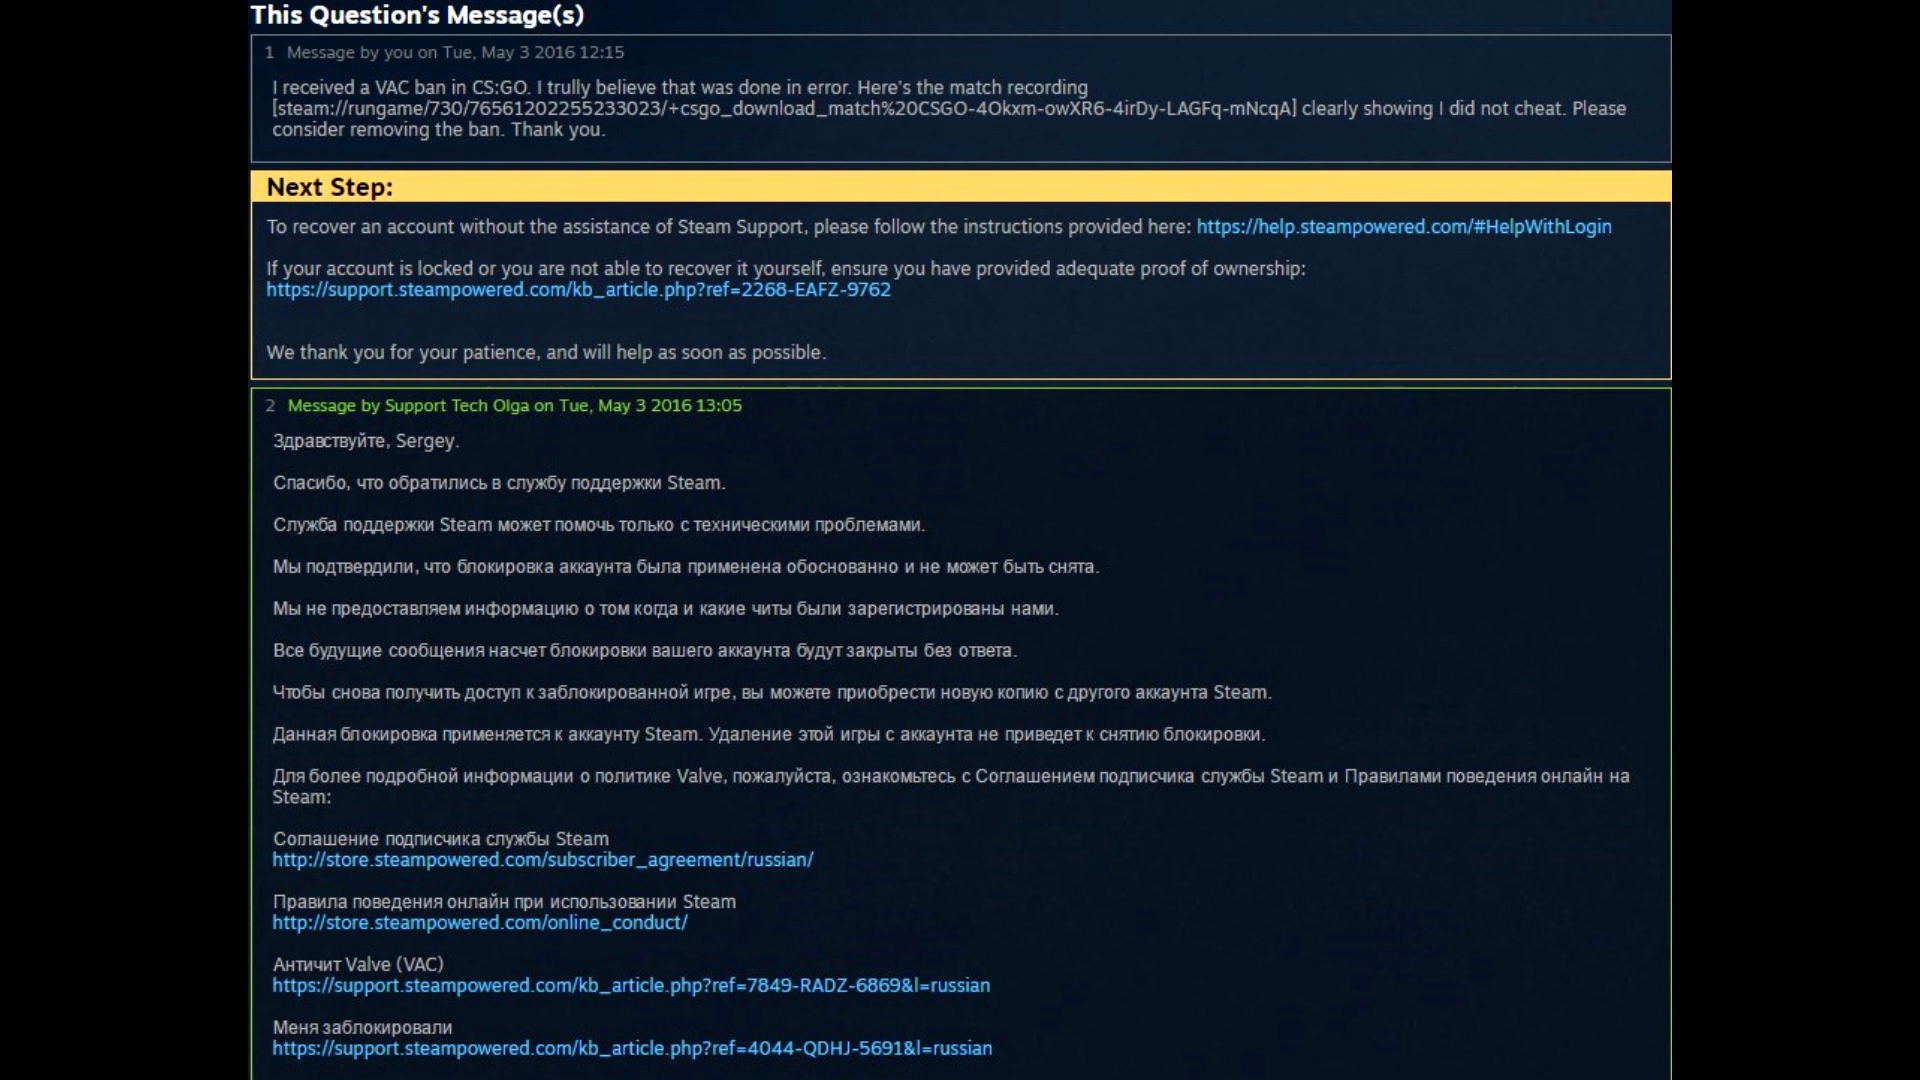 This Question's Message(s)
1 Message by you on Tue, May 3 2016 12:15
I received a VAC ban in CS:GO. I trully believe that was done in error. Here's the match recording
[steam://rungame/730/76561202255233023/+csgo_download_match%20CSGO-4Okxm-owXR6-4irDy-LAGFq-mNcqA] clearly showing I did not cheat. Please
consider removing the ban. Thank you.
Next Step:
To recover an account without the assistance of Steam Support, please follow the instructions provided here: https://help.steampowered.com/#HelpWithLogin
If your account is locked or you are not able to recover it yourself, ensure you have provided adequate proof of ownership:
https://support.steampowered.com/kb_article.php?ref=2268-EAFZ-9762
We thank you for your patience, and will help as soon as possible.
2 Message by Support Tech Olga on Tue, May 3 2016 13:05
Здравствуйте, Sergey.
Спасибо, что обратились в службу поддержки Steam.
Служба поддержки Steam может помочь только с техническими проблемами.
Мы подтвердили, что блокировка аккаунта была применена обоснованно и не может быть снята.
Мы не предоставляем информацию о том когда и какие читы были зарегистрированы нами.
Все будущие сообщения насчет блокировки вашего аккаунта будут закрыты без ответа.
Чтобы снова получить доступ к заблокированной игре, вы можете приобрести новую копию с другого аккаунта Steam.
Данная блокировка применяется к аккаунту Steam. Удаление этой игры с аккаунта не приведет к снятию блокировки.
Для более подробной информации о политике Valve, пожалуйста, ознакомьтесь с Соглашением подписчика службы Steam и Правилами поведения онлайн на
Steam:
Соглашение подписчика службы Steam
http://store.steampowered.com/subscriber_agreement/russian/
Правила поведения онлайн при использовании Steam
http://store.steampowered.com/online_conduct/
Античит Valve (VAC)
https://support.steampowered.com/kb_article.php?ref=7849-RADZ-6869&l=russian
Меня заблокировали
https://support.steampowered.com/kb_article.php?ref=4044-QDHJ-5691&l=russian